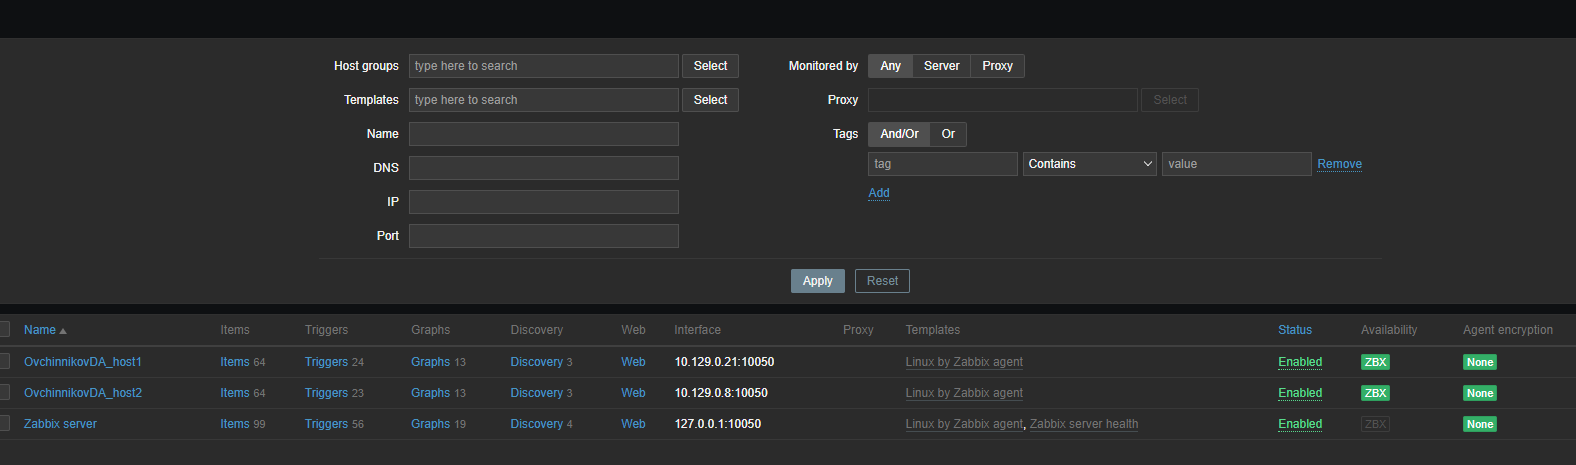 Host groups type here to search Select Monitored by Any Server Proxy
Templates type here to search Select Proxy Select
Name Tags And/Or Or
DNS tag Contains value Remove
IP Add
Port
Apply Reset
Name Items Triggers Graphs Discovery Web Interface Proxy Templates Status Availability Agent encryption
OvchinnikovDA_host1 Items 64 Triggers 24 Graphs 13 Discovery 3 Web 10.129.0.21:10050 Linux by Zabbix agent Enabled ZBX None
OvchinnikovDA_host2 Items 64 Triggers 23 Graphs 13 Discovery 3 Web 10.129.0.8:10050 Linux by Zabbix agent Enabled ZBX None
Zabbix server Items 99 Triggers 56 Graphs 19 Discovery 4 Web 127.0.0.1:10050 Linux by Zabbix agent, Zabbix server health Enabled ZBX None